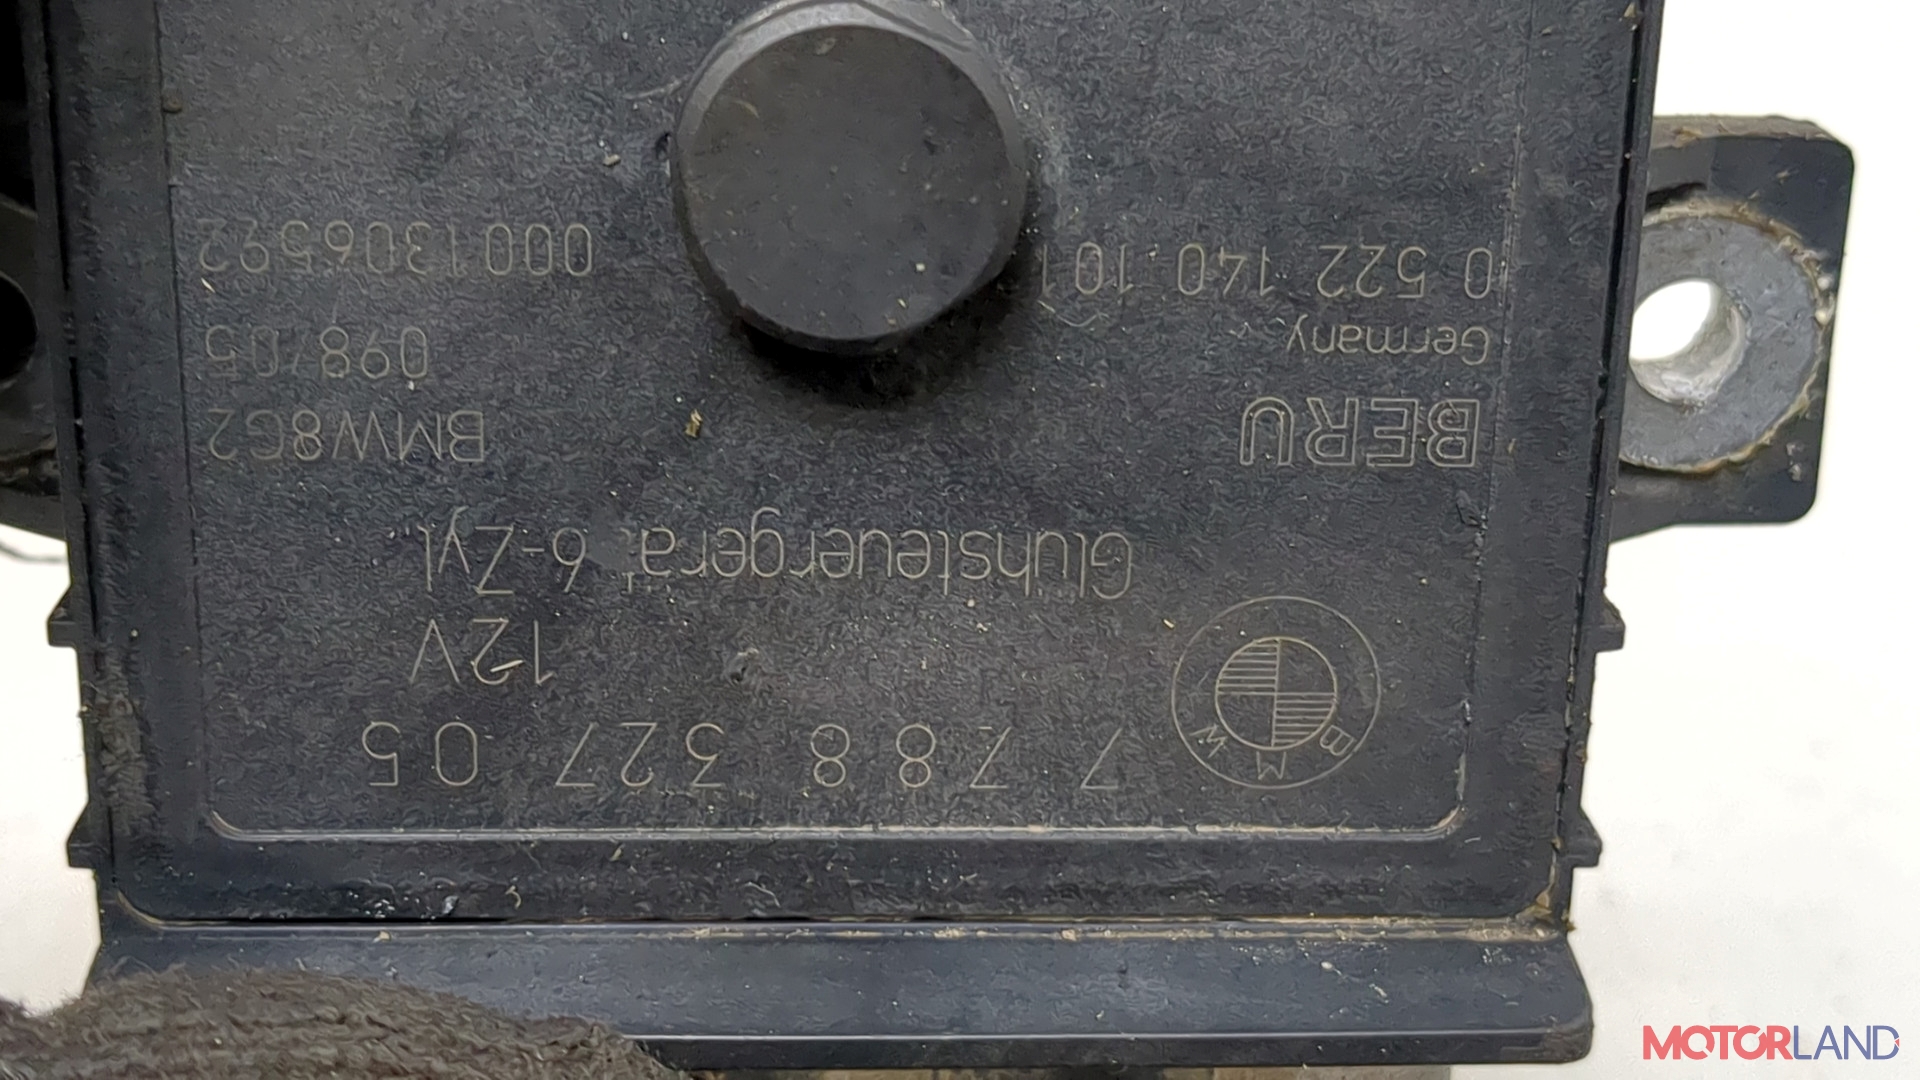 7 788 327 05
12V
BMW
Glühsteuergerät 6-Zyl
BERU
BMW8G2
Germany
098/05
0 522 140 101
0001306592
MOTORLAND